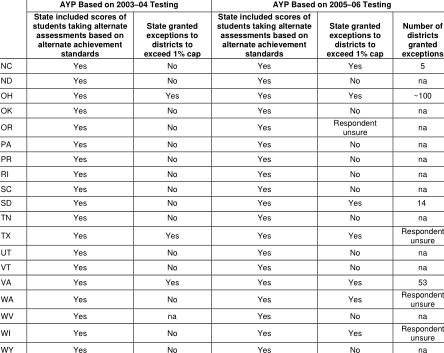 AYP Based on 2003–04 Testing AYP Based on 2005–06 Testing
State included scores of students taking alternate assessments based on alternate achievement standards State granted exceptions to districts to exceed 1% cap State included scores of students taking alternate assessments based on alternate achievement standards State granted exceptions to districts to exceed 1% cap Number of districts granted exceptions
NC Yes No Yes Yes 5
ND Yes No Yes No na
OH Yes Yes Yes Yes ~100
OK Yes No Yes No na
OR Yes No Yes Respondent unsure na
PA Yes No Yes No na
PR Yes No Yes No na
RI Yes No Yes No na
SC Yes No Yes No na
SD Yes No Yes Yes 14
TN Yes No Yes No na
TX Yes Yes Yes Yes Respondent unsure
UT Yes No Yes No na
VT Yes No Yes No na
VA Yes Yes Yes Yes 53
WA Yes No Yes Yes Respondent unsure
WV Yes na Yes No na
WI Yes No Yes Yes Respondent unsure
WY Yes No Yes No na